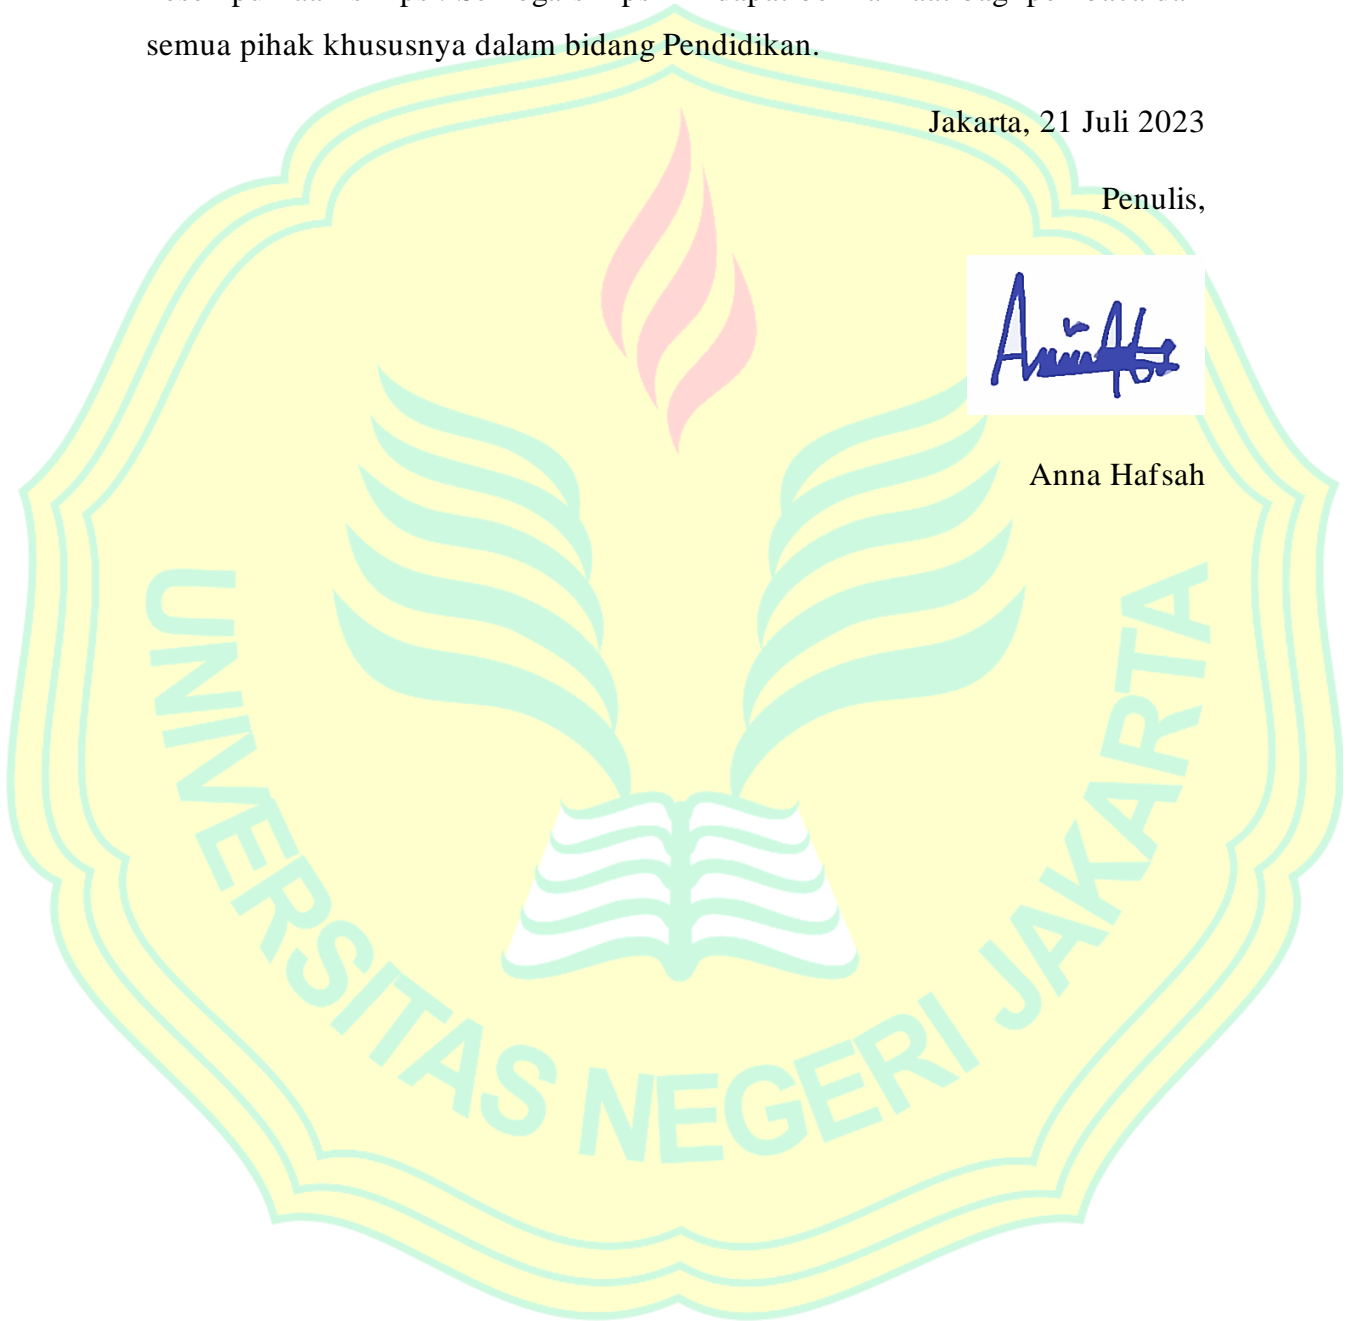 semua pihak khususnya dalam bidang Pendidikan.
Jakarta, 21 Juli 2023
Penulis,
Anna Hafsah
UNIVERSITAS NEGERI JAKARTA